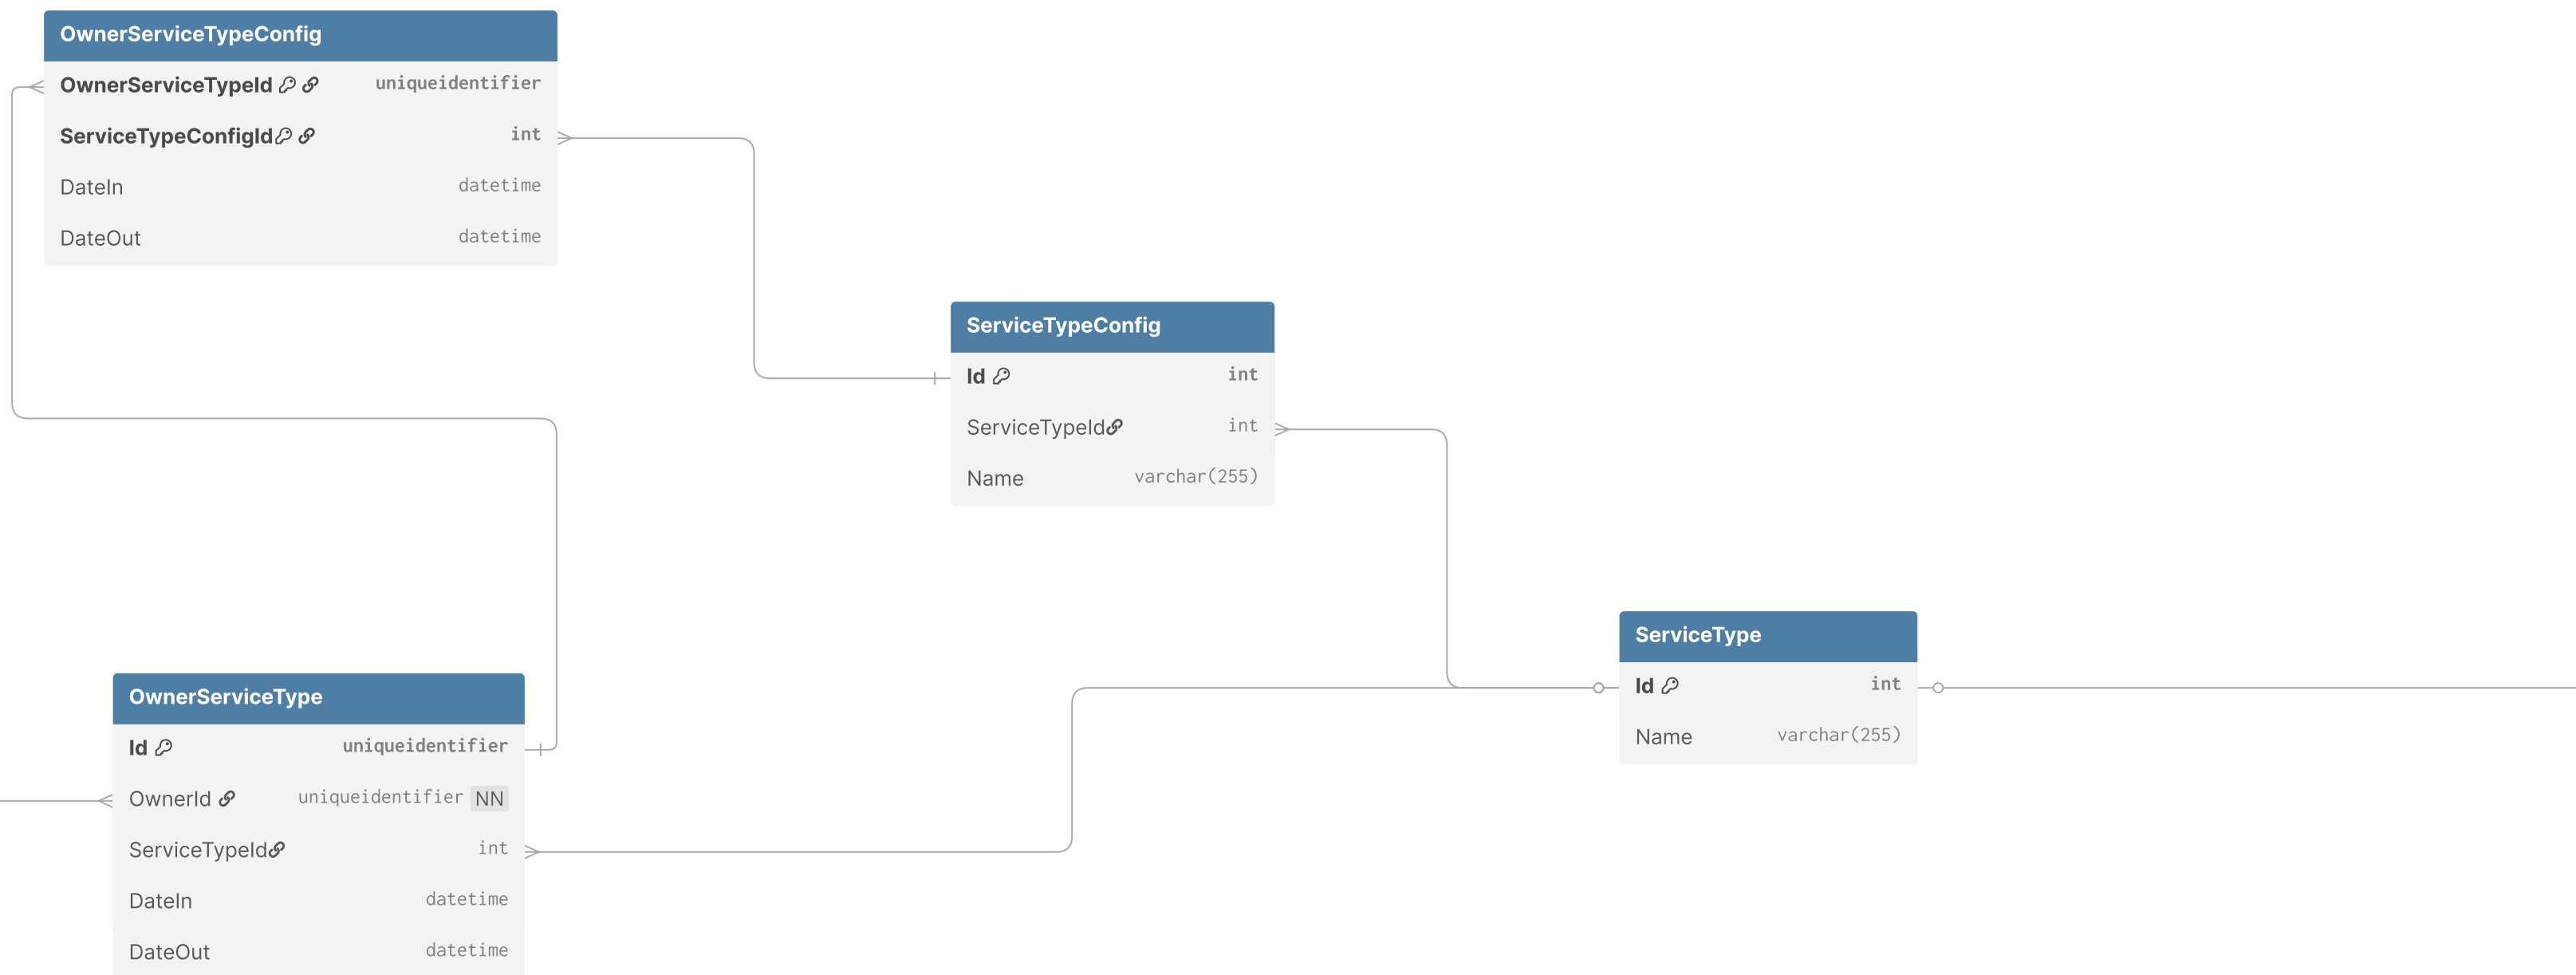 OwnerServiceTypeConfig
OwnerServiceTypeId uniqueidentifier
ServiceTypeConfigId int
DateIn datetime
DateOut datetime
ServiceTypeConfig
Id int
ServiceTypeId int
Name varchar(255)
ServiceType
Id int
Name varchar(255)
OwnerServiceType
Id uniqueidentifier
OwnerId uniqueidentifier NN
ServiceTypeId int
DateIn datetime
DateOut datetime